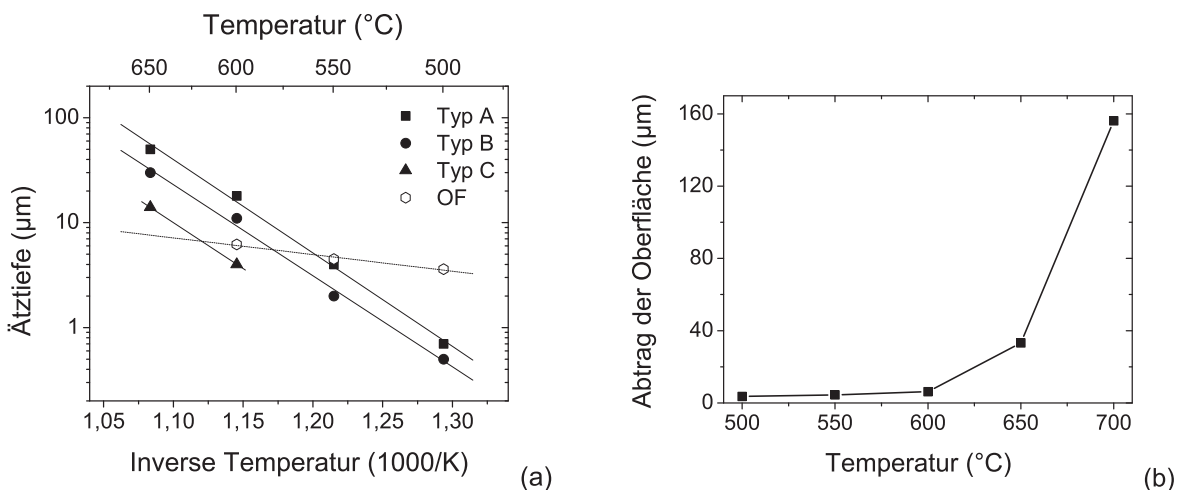 Temperatur (°C)
650 600 550 500
Ätztiefe (µm)
100
10
1
Typ A
Typ B
Typ C
OF
1,05 1,10 1,15 1,20 1,25 1,30
Inverse Temperatur (1000/K)
(a)
Abtrag der Oberfläche (µm)
160
120
80
40
0
500 550 600 650 700
Temperatur (°C)
(b)